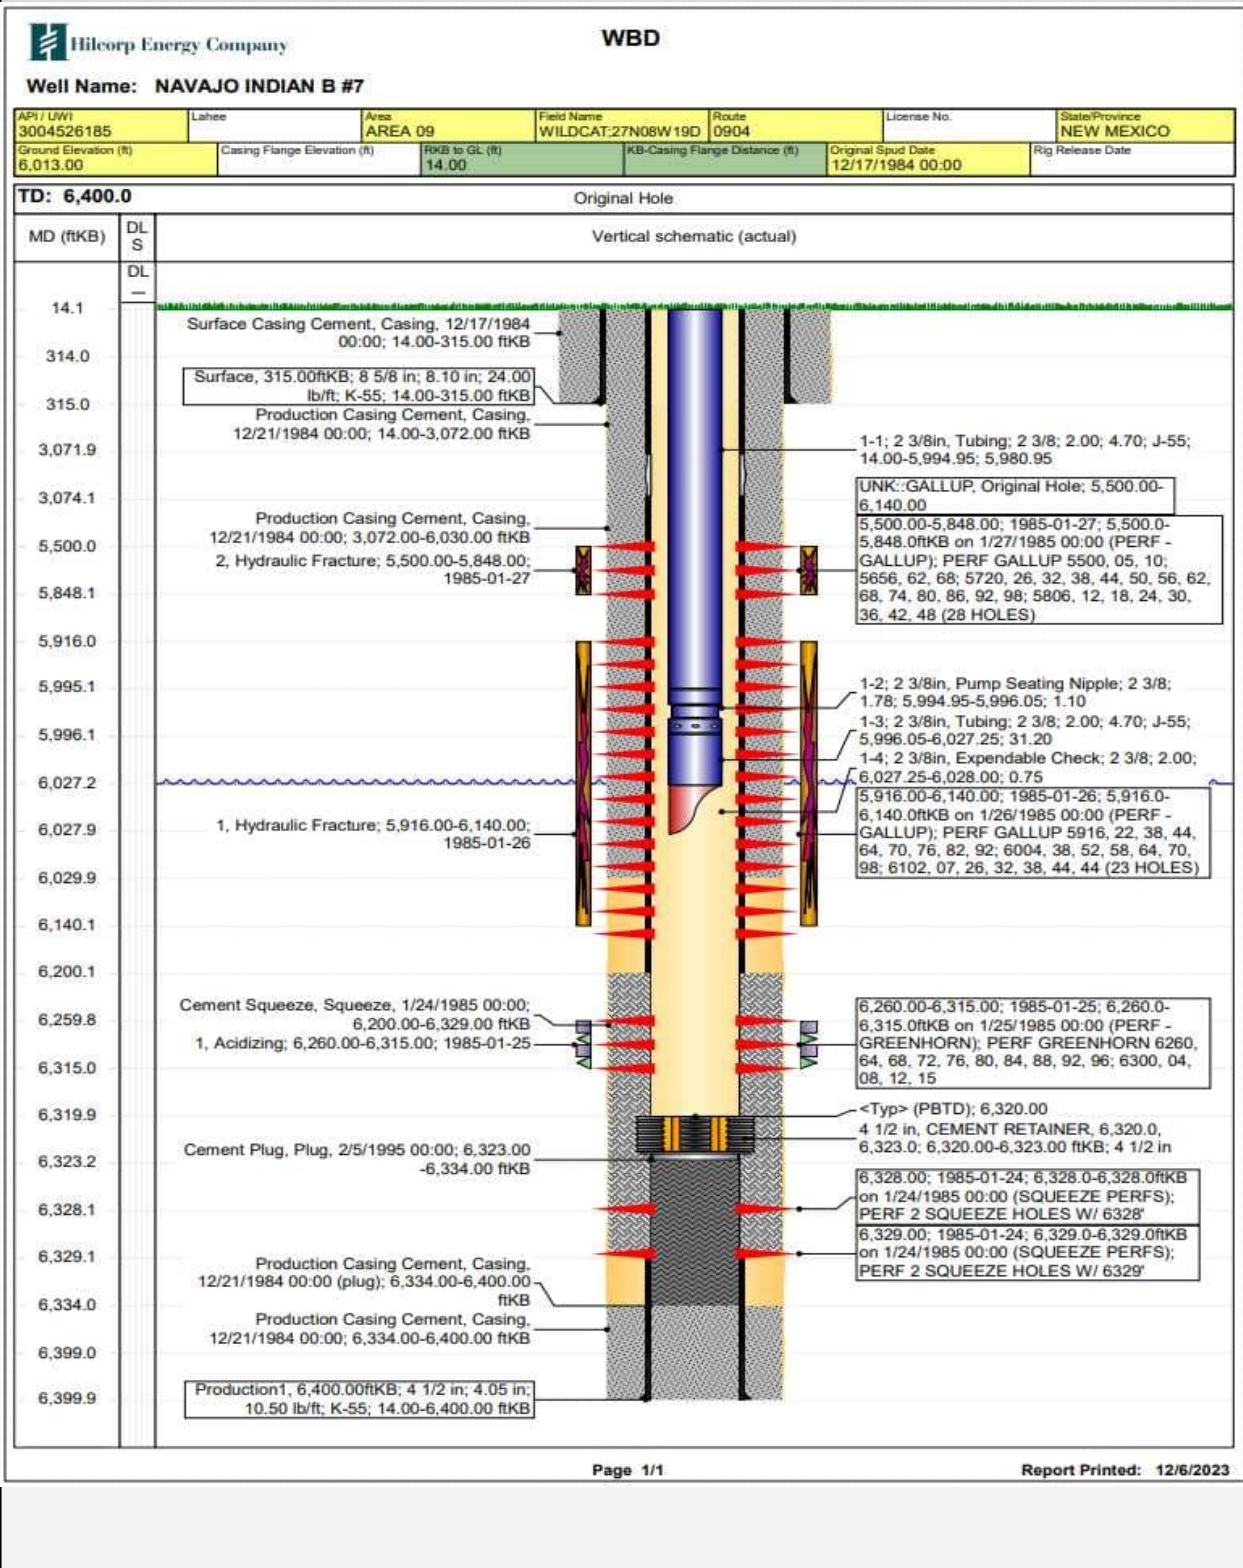 Hilcorp Energy Company
WBD
Well Name: NAVAJO INDIAN B #7
API / UWI
3004526185
Lahee
Area
AREA 09
Field Name
WILDCAT;27N08W19D
Route
0904
License No.
State/Province
NEW MEXICO
Ground Elevation (ft)
6,013.00
Casing Flange Elevation (ft)
RKB to GL (ft)
14.00
KB-Casing Flange Distance (ft)
Original Spud Date
12/17/1984 00:00
Rig Release Date
TD: 6,400.0
Original Hole
MD (ftKB)
DL
S
Vertical schematic (actual)
DL
—
14.1
314.0
315.0
3,071.9
3,074.1
5,500.0
5,848.1
5,916.0
5,995.1
5,996.1
6,027.2
6,027.9
6,029.9
6,140.1
6,200.1
6,259.8
6,315.0
6,319.9
6,323.2
6,328.1
6,329.1
6,334.0
6,399.0
6,399.9
Surface Casing Cement, Casing, 12/17/1984
00:00; 14.00-315.00 ftKB
Surface, 315.00ftKB; 8 5/8 in; 8.10 in; 24.00
lb/ft; K-55; 14.00-315.00 ftKB
Production Casing Cement, Casing,
12/21/1984 00:00; 14.00-3,072.00 ftKB
Production Casing Cement, Casing,
12/21/1984 00:00; 3,072.00-6,030.00 ftKB
2, Hydraulic Fracture; 5,500.00-5,848.00;
1985-01-27
1, Hydraulic Fracture; 5,916.00-6,140.00;
1985-01-26
Cement Squeeze, Squeeze, 1/24/1985 00:00;
6,200.00-6,329.00 ftKB
1, Acidizing; 6,260.00-6,315.00; 1985-01-25
Cement Plug, Plug, 2/5/1995 00:00; 6,323.00
-6,334.00 ftKB
Production Casing Cement, Casing,
12/21/1984 00:00 (plug); 6,334.00-6,400.00
ftKB
Production Casing Cement, Casing,
12/21/1984 00:00; 6,334.00-6,400.00 ftKB
Production1, 6,400.00ftKB; 4 1/2 in; 4.05 in;
10.50 lb/ft; K-55; 14.00-6,400.00 ftKB
1-1; 2 3/8in, Tubing; 2 3/8; 2.00; 4.70; J-55;
14.00-5,994.95; 5,980.95
UNK::GALLUP, Original Hole; 5,500.00-
6,140.00
5,500.00-5,848.00; 1985-01-27; 5,500.0-
5,848.0ftKB on 1/27/1985 00:00 (PERF -
GALLUP); PERF GALLUP 5500, 05, 10;
5656, 62, 68; 5720, 26, 32, 38, 44, 50, 56, 62,
68, 74, 80, 86, 92, 98; 5806, 12, 18, 24, 30,
36, 42, 48 (28 HOLES)
1-2; 2 3/8in, Pump Seating Nipple; 2 3/8;
1.78; 5,994.95-5,996.05; 1.10
1-3; 2 3/8in, Tubing; 2 3/8; 2.00; 4.70; J-55;
5,996.05-6,027.25; 31.20
1-4; 2 3/8in, Expendable Check; 2 3/8; 2.00;
6,027.25-6,028.00; 0.75
5,916.00-6,140.00; 1985-01-26; 5,916.0-
6,140.0ftKB on 1/26/1985 00:00 (PERF -
GALLUP); PERF GALLUP 5916, 22, 38, 44,
64, 70, 76, 82, 92; 6004, 38, 52, 58, 64, 70,
98; 6102, 07, 26, 32, 38, 44, 44 (23 HOLES)
6,260.00-6,315.00; 1985-01-25; 6,260.0-
6,315.0ftKB on 1/25/1985 00:00 (PERF -
GREENHORN); PERF GREENHORN 6260,
64, 68, 72, 76, 80, 84, 88, 92, 96; 6300, 04,
08, 12, 15
<Typ> (PBTD); 6,320.00
4 1/2 in, CEMENT RETAINER, 6,320.0,
6,323.0; 6,320.00-6,323.00 ftKB; 4 1/2 in
6,328.00; 1985-01-24; 6,328.0-6,328.0ftKB
on 1/24/1985 00:00 (SQUEEZE PERFS);
PERF 2 SQUEEZE HOLES W/ 6328'
6,329.00; 1985-01-24; 6,329.0-6,329.0ftKB
on 1/24/1985 00:00 (SQUEEZE PERFS);
PERF 2 SQUEEZE HOLES W/ 6329'
Page 1/1
Report Printed: 12/6/2023